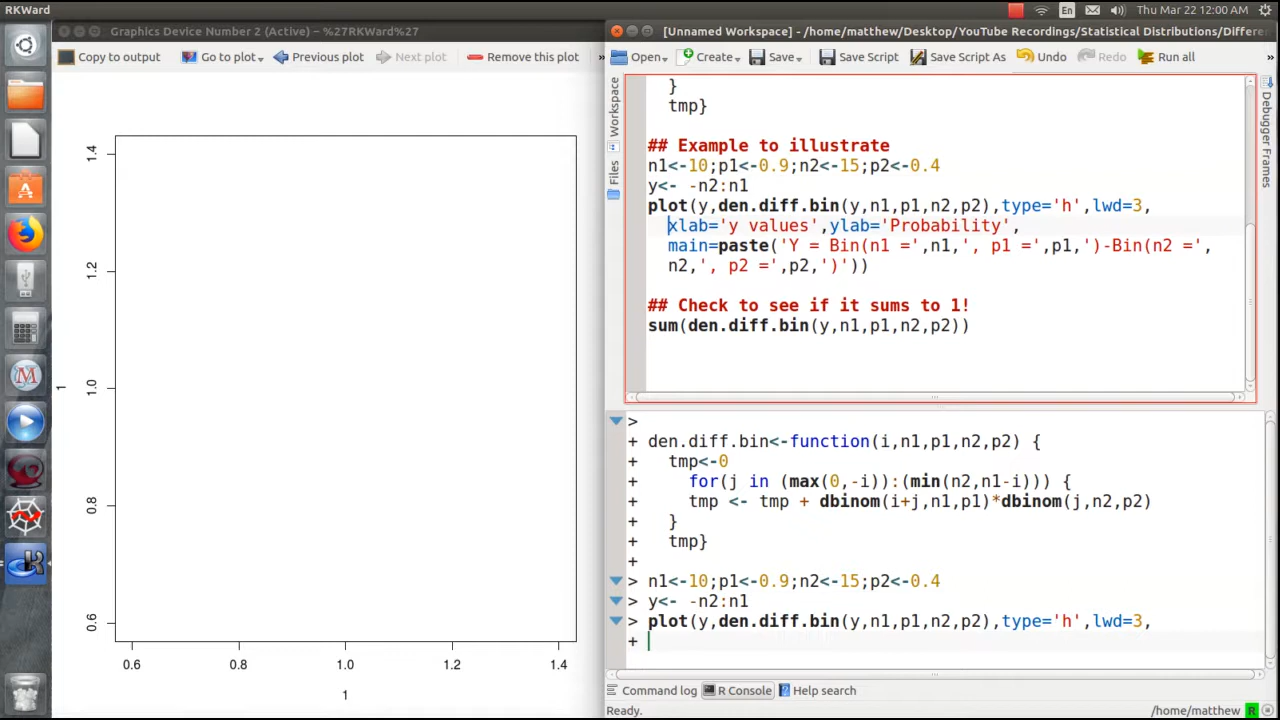 RKWard
En
Thu Mar 22 12:00 AM
Graphics Device Number 2 (Active) – %27RKWard%27
Copy to output
Go to plot
Previous plot
Next plot
Remove this plot
»
1.4
1.2
1.0
0.8
0.6
1
0.6
0.8
1.0
1.2
1.4
1
[Unnamed Workspace] - /home/matthew/Desktop/YouTube Recordings/Statistical Distributions/Differe
Open
Create
Save
Save Script
Save Script As
Undo
Redo
Run all
»
Workspace
Files
Debugger Frames
}
tmp}
## Example to illustrate
n1<-10;p1<-0.9;n2<-15;p2<-0.4
y<- -n2:n1
plot(y,den.diff.bin(y,n1,p1,n2,p2),type='h',lwd=3,
xlab='y values',ylab='Probability',
main=paste('Y = Bin(n1 =',n1,', p1 =',p1,')-Bin(n2 =',
n2,', p2 =',p2,')'))
## Check to see if it sums to 1!
sum(den.diff.bin(y,n1,p1,n2,p2))
>
+ den.diff.bin<-function(i,n1,p1,n2,p2) {
+ tmp<-0
+ for(j in (max(0,-i)):(min(n2,n1-i))) {
+ tmp <- tmp + dbinom(i+j,n1,p1)*dbinom(j,n2,p2)
+ }
+ tmp}
+
> n1<-10;p1<-0.9;n2<-15;p2<-0.4
> y<- -n2:n1
> plot(y,den.diff.bin(y,n1,p1,n2,p2),type='h',lwd=3,
+
Command log
R Console
Help search
Ready.
/home/matthew
R